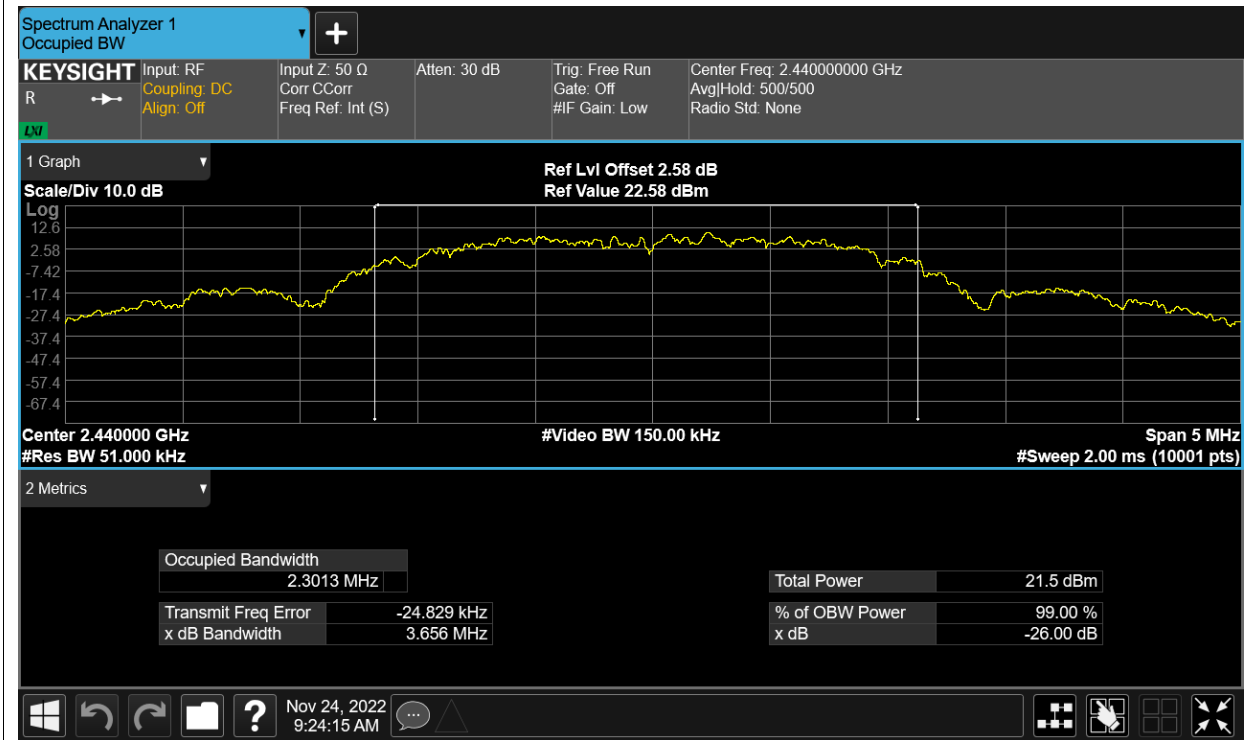 Spectrum Analyzer 1
Occupied BW
KEYSIGHT
R
LXI
Input: RF
Coupling: DC
Align: Off
Input Z: 50 Ω
Corr CCorr
Freq Ref: Int (S)
Atten: 30 dB
Trig: Free Run
Gate: Off
#IF Gain: Low
Center Freq: 2.440000000 GHz
Avg|Hold: 500/500
Radio Std: None
1 Graph
Scale/Div 10.0 dB
Ref Lvl Offset 2.58 dB
Ref Value 22.58 dBm
Log
12.6
2.58
-7.42
-17.4
-27.4
-37.4
-47.4
-57.4
-67.4
Center 2.440000 GHz
#Video BW 150.00 kHz
Span 5 MHz
#Res BW 51.000 kHz
#Sweep 2.00 ms (10001 pts)
2 Metrics
Occupied Bandwidth
2.3013 MHz
Total Power 21.5 dBm
Transmit Freq Error -24.829 kHz
% of OBW Power 99.00 %
x dB Bandwidth 3.656 MHz
x dB -26.00 dB
?
Nov 24, 2022
9:24:15 AM